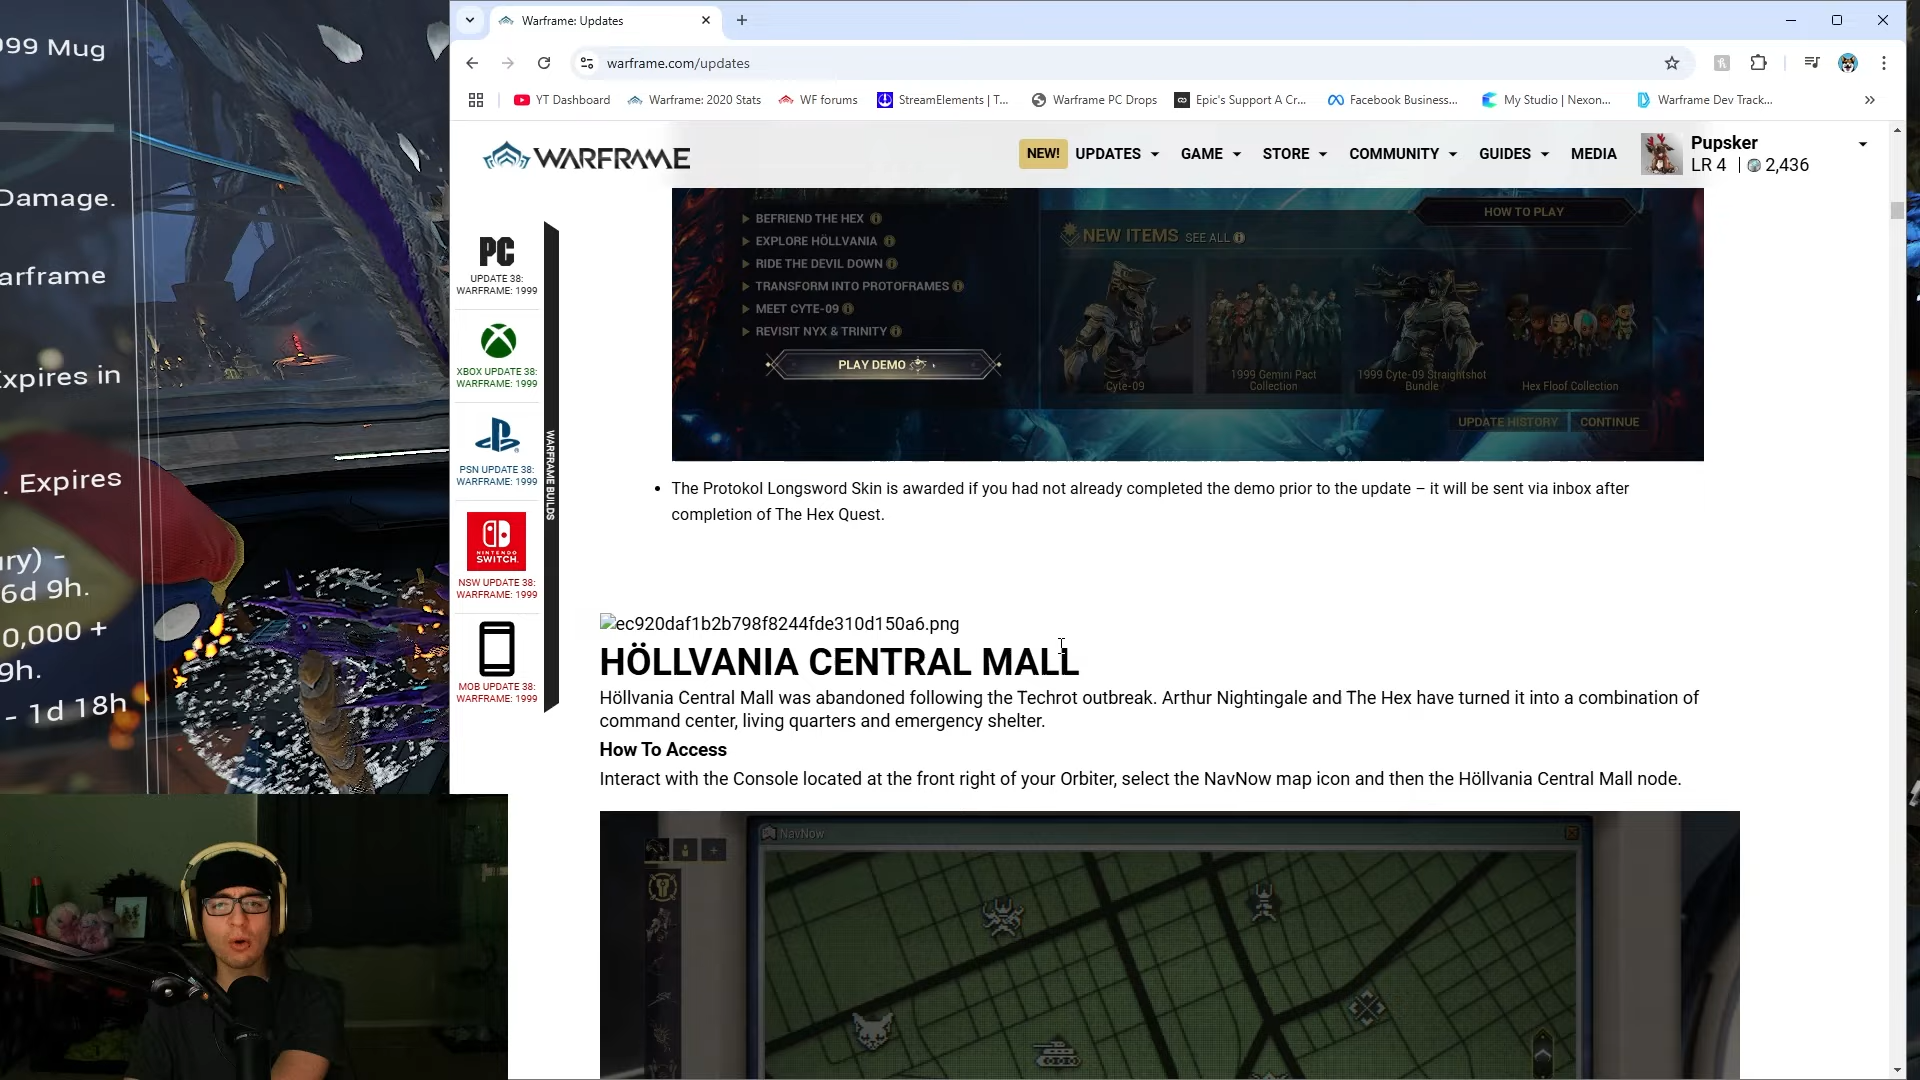 999 Mug
Damage.
arframe
Expires in
. Expires
ury) -
6d 9h.
0,000 +
9h.
- 1d 18h
Warframe: Updates
warframe.com/updates
YT Dashboard
Warframe: 2020 Stats
WF forums
StreamElements | T...
Warframe PC Drops
Epic's Support A Cr...
Facebook Business...
My Studio | Nexon...
Warframe Dev Track...
WARFRAME
NEW! UPDATES GAME STORE COMMUNITY GUIDES MEDIA
Pupsker
LR 4 | 2,436
PC
UPDATE 38:
WARFRAME: 1999
XBOX UPDATE 38:
WARFRAME: 1999
PSN UPDATE 38:
WARFRAME: 1999
NINTENDO
SWITCH.
NSW UPDATE 38:
WARFRAME: 1999
MOB UPDATE 38:
WARFRAME: 1999
WARFRAME BUILDS
BEFRIEND THE HEX
EXPLORE HÖLLVANIA
RIDE THE DEVIL DOWN
TRANSFORM INTO PROTOFRAMES
MEET CYTE-09
REVISIT NYX & TRINITY
PLAY DEMO
HOW TO PLAY
NEW ITEMS SEE ALL
Cyte-09
1999 Gemini Pact
Collection
1999 Cyte-09 Straightshot
Bundle
Hex Floof Collection
UPDATE HISTORY
CONTINUE
• The Protokol Longsword Skin is awarded if you had not already completed the demo prior to the update – it will be sent via inbox after
completion of The Hex Quest.
ec920daf1b2b798f8244fde310d150a6.png
HÖLLVANIA CENTRAL MALL
Höllvania Central Mall was abandoned following the Techrot outbreak. Arthur Nightingale and The Hex have turned it into a combination of
command center, living quarters and emergency shelter.
How To Access
Interact with the Console located at the front right of your Orbiter, select the NavNow map icon and then the Höllvania Central Mall node.
NavNow